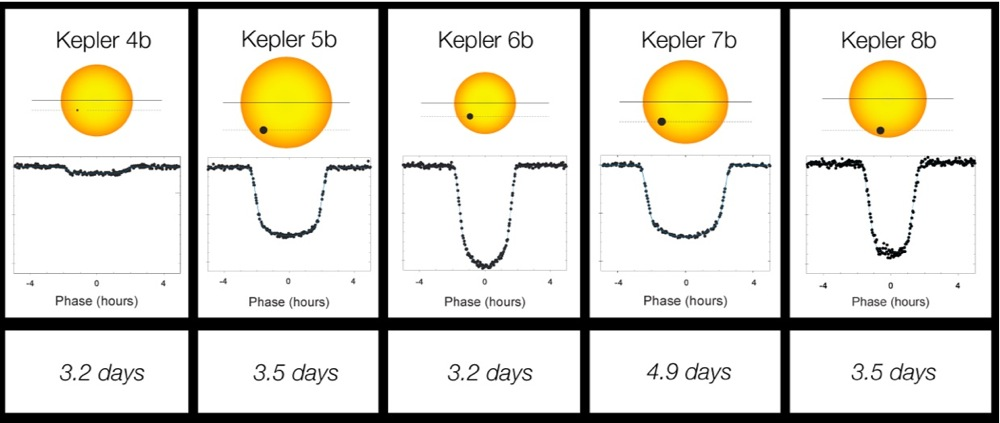 Kepler 4b
Kepler 5b
Kepler 6b
Kepler 7b
Kepler 8b
-4 0 4
Phase (hours)
-4 0 4
Phase (hours)
-4 0 4
Phase (hours)
-4 0 4
Phase (hours)
-4 0 4
Phase (hours)
3.2 days
3.5 days
3.2 days
4.9 days
3.5 days